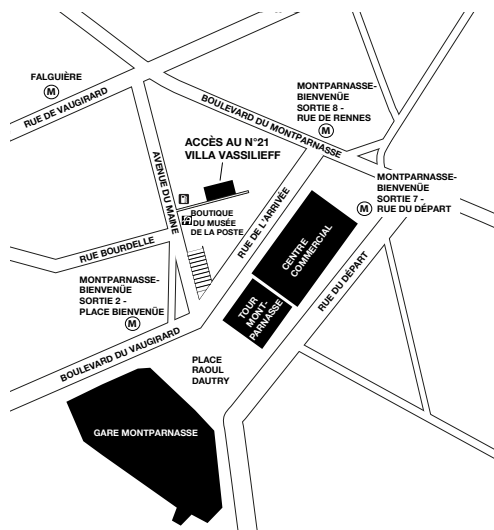 FALGUIÈRE
M
RUE DE VAUGIRARD
MONTPARNASSE-
BIENVENÜE
SORTIE 8 -
RUE DE RENNES
M
BOULEVARD DU MONTPARNASSE
ACCÈS AU N°21
VILLA VASSILIEFF
AVENUE DU MAINE
MONTPARNASSE-
BIENVENÜE
SORTIE 7 -
RUE DU DÉPART
M
BOUTIQUE
DU MUSÉE
DE LA POSTE
RUE DE L'ARRIVÉE
RUE BOURDELLE
CENTRE
COMMERCIAL
MONTPARNASSE-
BIENVENÜE
SORTIE 2 -
PLACE BIENVENÜE
M
RUE DU DÉPART
TOUR
MONT-
PARNASSE
BOULEVARD DU VAUGIRARD
PLACE
RAOUL
DAUTRY
GARE MONTPARNASSE